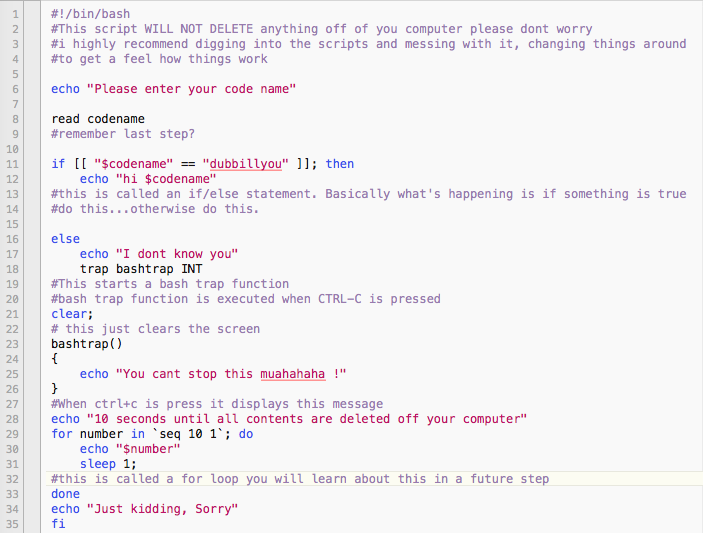 1 #!/bin/bash
2 #This script WILL NOT DELETE anything off of you computer please dont worry
3 #i highly recommend digging into the scripts and messing with it, changing things around
4 #to get a feel how things work
5
6 echo "Please enter your code name"
7
8 read codename
9 #remember last step?
10
11 if [[ "$codename" == "dubbillyou" ]]; then
12     echo "hi $codename"
13 #this is called an if/else statement. Basically what's happening is if something is true
14 #do this...otherwise do this.
15
16 else
17     echo "I dont know you"
18     trap bashtrap INT
19 #This starts a bash trap function
20 #bash trap function is executed when CTRL-C is pressed
21 clear;
22 # this just clears the screen
23 bashtrap()
24 {
25     echo "You cant stop this muahahaha !"
26 }
27 #When ctrl+c is press it displays this message
28 echo "10 seconds until all contents are deleted off your computer"
29 for number in `seq 10 1`; do
30     echo "$number"
31     sleep 1;
32 #this is called a for loop you will learn about this in a future step
33 done
34 echo "Just kidding, Sorry"
35 fi